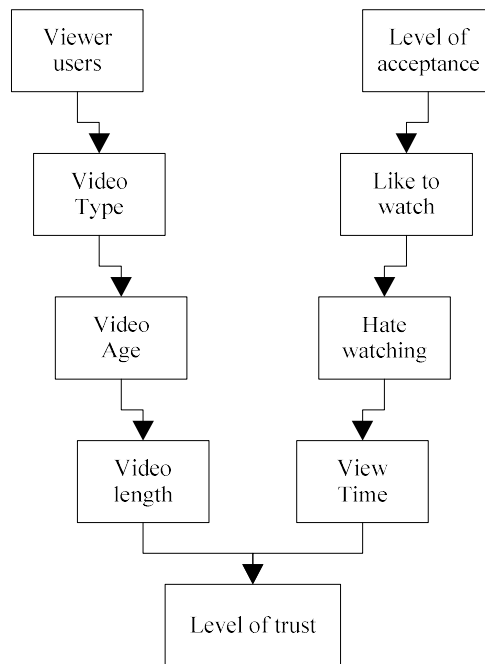 Viewer
users
Level of
acceptance
Video
Type
Like to
watch
Video
Age
Hate
watching
Video
length
View
Time
Level of trust